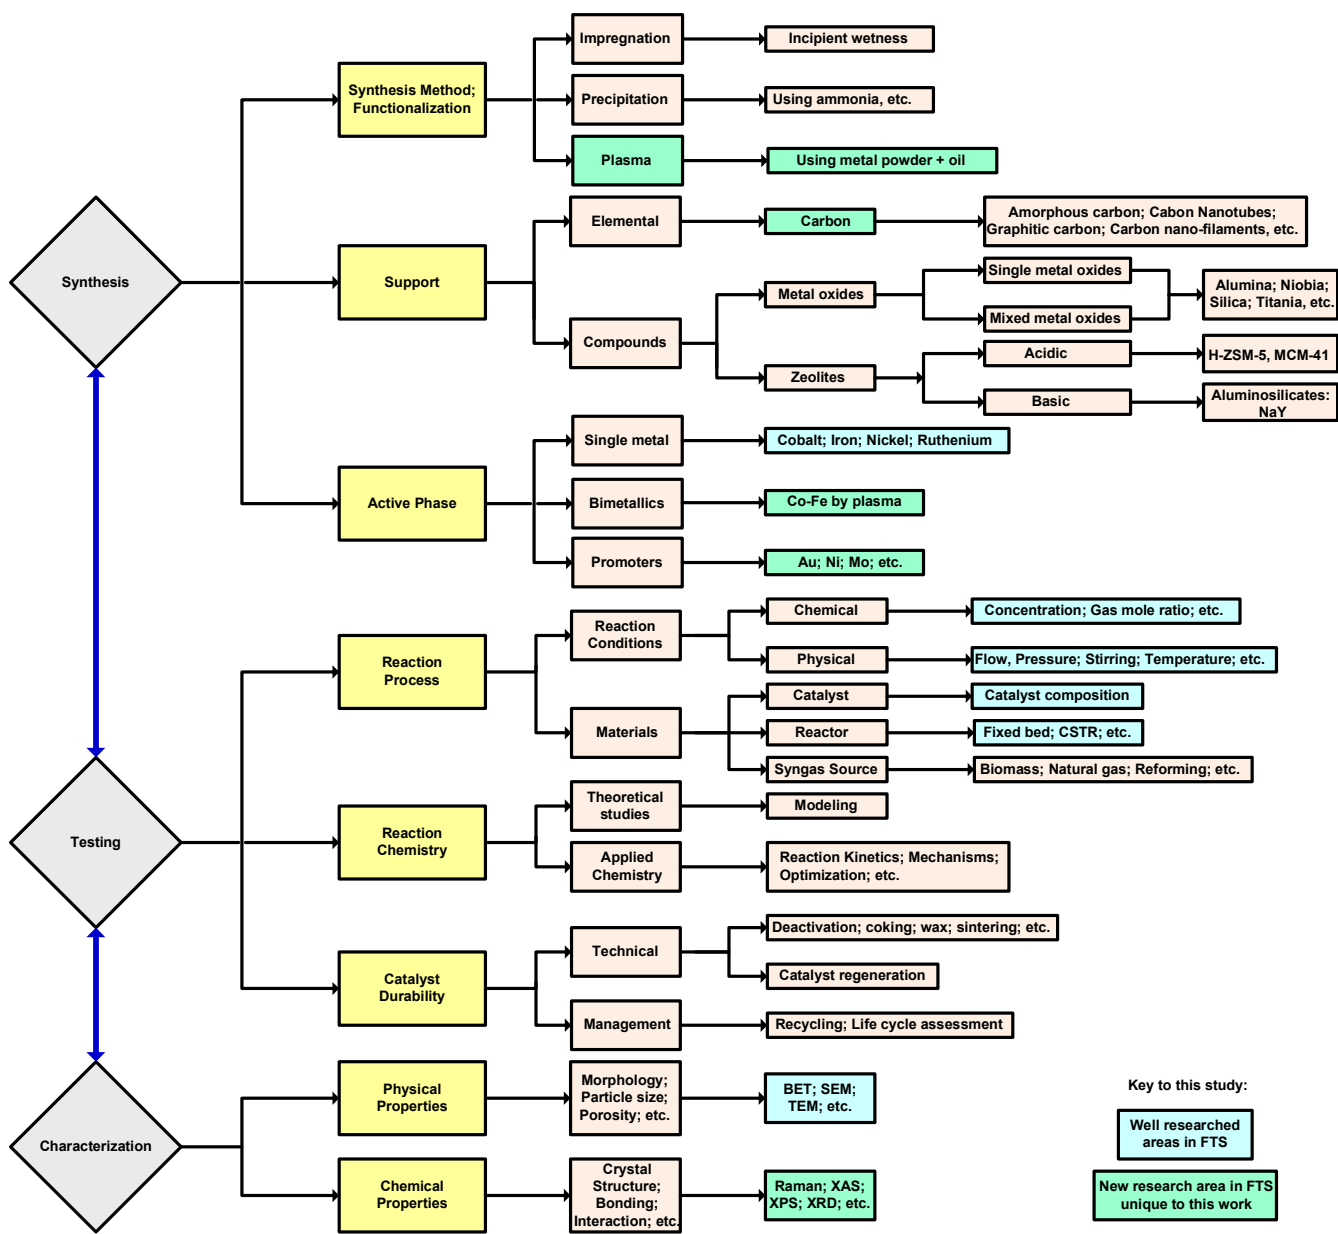 Synthesis
Synthesis Method;
Functionalization
Impregnation
Incipient wetness
Precipitation
Using ammonia, etc.
Plasma
Using metal powder + oil
Support
Elemental
Carbon
Amorphous carbon; Cabon Nanotubes;
Graphitic carbon; Carbon nano-filaments, etc.
Compounds
Metal oxides
Single metal oxides
Mixed metal oxides
Alumina; Niobia;
Silica; Titania, etc.
Zeolites
Acidic
H-ZSM-5, MCM-41
Basic
Aluminosilicates:
NaY
Active Phase
Single metal
Cobalt; Iron; Nickel; Ruthenium
Bimetallics
Co-Fe by plasma
Promoters
Au; Ni; Mo; etc.
Testing
Reaction
Process
Reaction
Conditions
Chemical
Concentration; Gas mole ratio; etc.
Physical
Flow, Pressure; Stirring; Temperature; etc.
Materials
Catalyst
Catalyst composition
Reactor
Fixed bed; CSTR; etc.
Syngas Source
Biomass; Natural gas; Reforming; etc.
Reaction
Chemistry
Theoretical
studies
Modeling
Applied
Chemistry
Reaction Kinetics; Mechanisms;
Optimization; etc.
Catalyst
Durability
Technical
Deactivation; coking; wax; sintering; etc.
Catalyst regeneration
Management
Recycling; Life cycle assessment
Characterization
Physical
Properties
Morphology;
Particle size;
Porosity; etc.
BET; SEM;
TEM; etc.
Chemical
Properties
Crystal
Structure;
Bonding;
Interaction; etc.
Raman; XAS;
XPS; XRD; etc.
Key to this study:
Well researched
areas in FTS
New research area in FTS
unique to this work